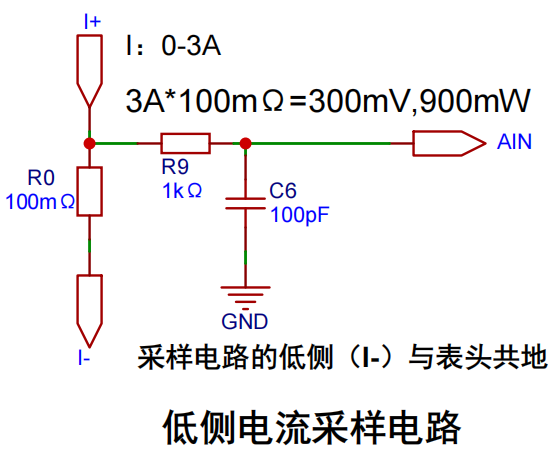 I+
I：0-3A
3A*100mΩ=300mV,900mW
AIN
R0
100mΩ
R9
1kΩ
C6
100pF
GND
I-
采样电路的低侧（I-）与表头共地
低侧电流采样电路